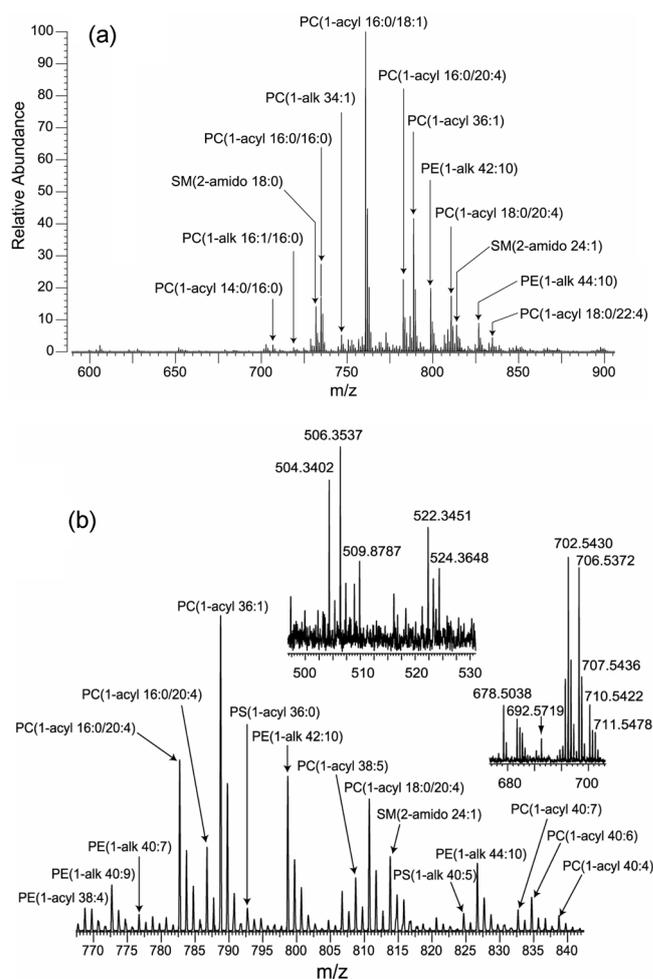 (a)
PC(1-acyl 16:0/18:1)
PC(1-acyl 16:0/20:4)
PC(1-alk 34:1)
PC(1-acyl 36:1)
PC(1-acyl 16:0/16:0)
PE(1-alk 42:10)
SM(2-amido 18:0)
PC(1-acyl 18:0/20:4)
PC(1-alk 16:1/16:0)
SM(2-amido 24:1)
PC(1-acyl 14:0/16:0)
PE(1-alk 44:10)
PC(1-acyl 18:0/22:4)
Relative Abundance
100
90
80
70
60
50
40
30
20
10
0
600 650 700 750 800 850 900
m/z
(b)
506.3537
504.3402
522.3451
509.8787
524.3648
500 510 520 530
702.5430
706.5372
707.5436
678.5038
692.5719
710.5422
711.5478
680 700
PC(1-acyl 36:1)
PC(1-acyl 16:0/20:4)
PC(1-acyl 16:0/20:4)
PS(1-acyl 36:0)
PE(1-alk 42:10)
PC(1-acyl 38:5)
PC(1-acyl 18:0/20:4)
SM(2-amido 24:1)
PC(1-acyl 40:7)
PE(1-alk 40:7)
PC(1-acyl 40:6)
PE(1-alk 40:9)
PE(1-alk 44:10)
PC(1-acyl 40:4)
PE(1-acyl 38:4)
PS(1-alk 40:5)
770 780 785 790 795 800 805 810 815 820 825 830 835 840
m/z